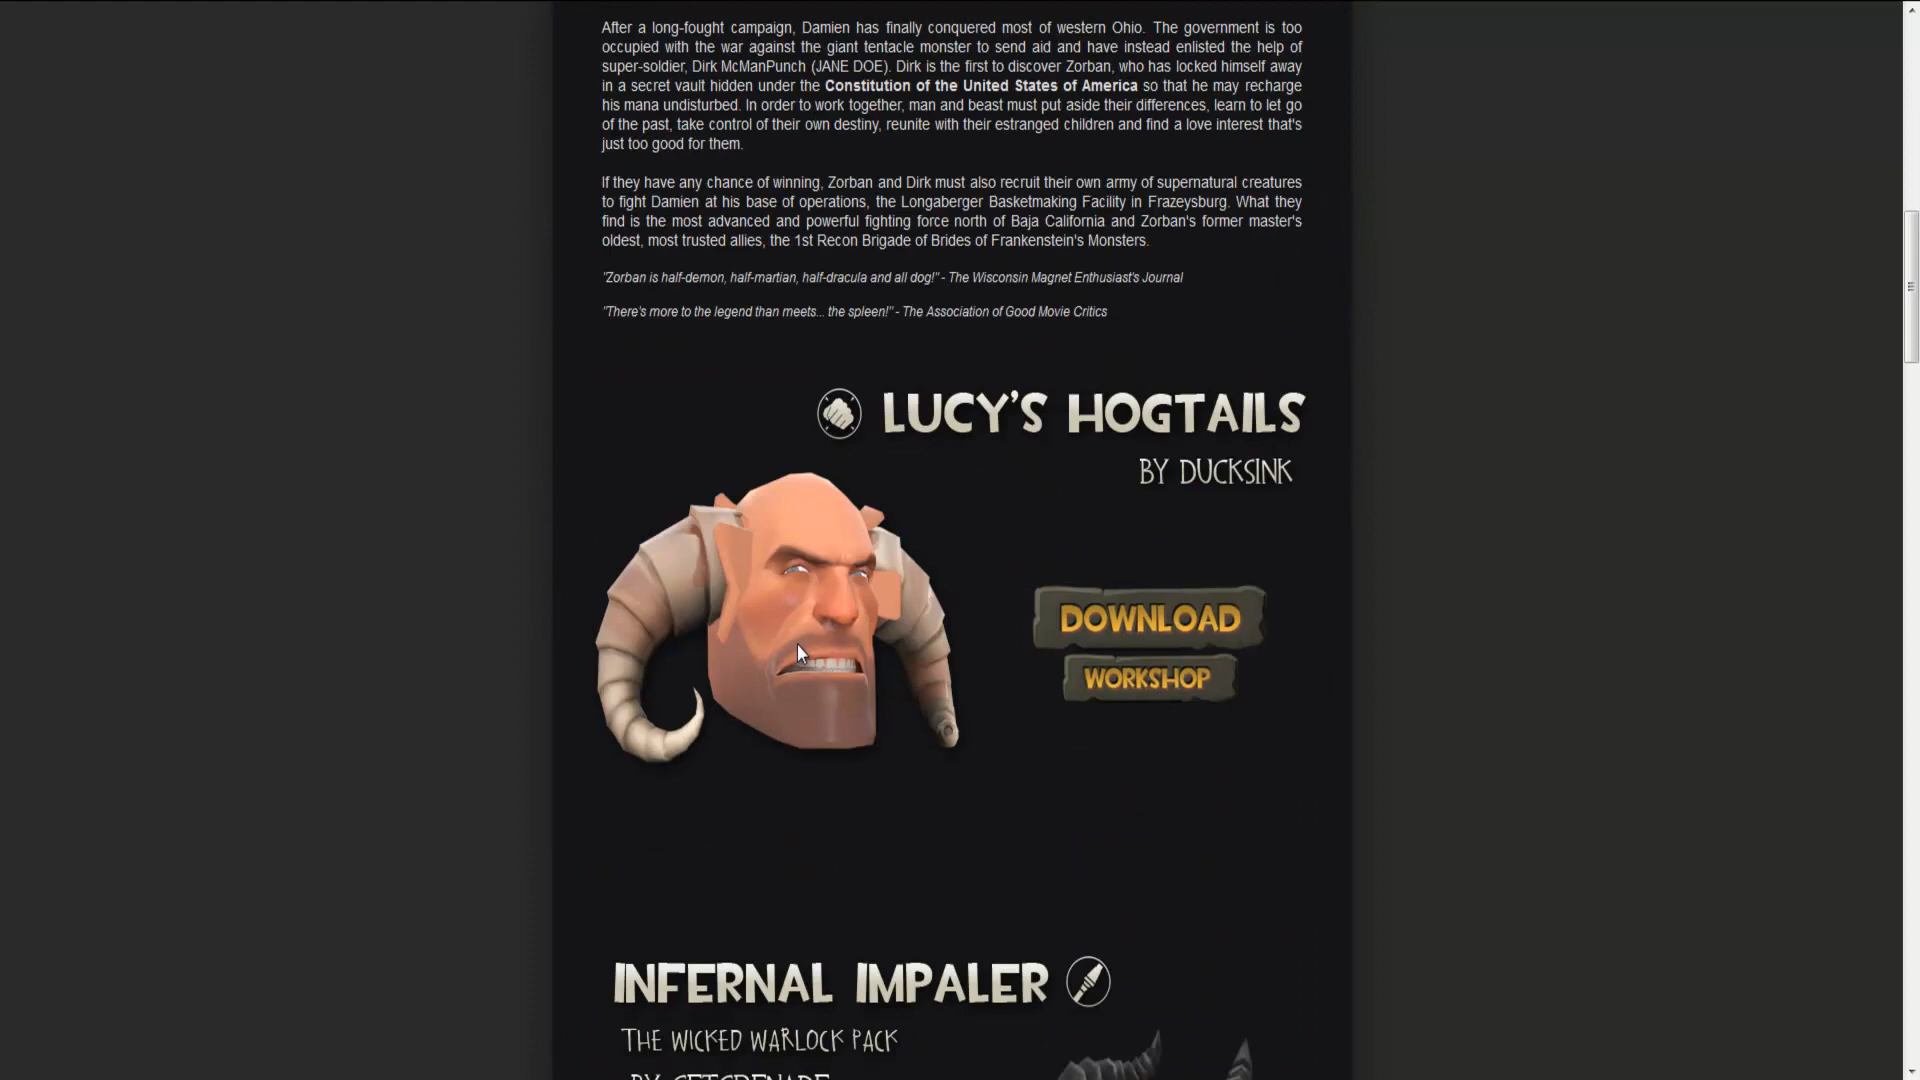 After a long-fought campaign, Damien has finally conquered most of western Ohio. The government is too
occupied with the war against the giant tentacle monster to send aid and have instead enlisted the help of
super-soldier, Dirk McManPunch (JANE DOE). Dirk is the first to discover Zorban, who has locked himself away
in a secret vault hidden under the Constitution of the United States of America so that he may recharge
his mana undisturbed. In order to work together, man and beast must put aside their differences, learn to let go
of the past, take control of their own destiny, reunite with their estranged children and find a love interest that's
just too good for them.
If they have any chance of winning, Zorban and Dirk must also recruit their own army of supernatural creatures
to fight Damien at his base of operations, the Longaberger Basketmaking Facility in Frazeysburg. What they
find is the most advanced and powerful fighting force north of Baja California and Zorban's former master's
oldest, most trusted allies, the 1st Recon Brigade of Brides of Frankenstein's Monsters.
"Zorban is half-demon, half-martian, half-dracula and all dog!" - The Wisconsin Magnet Enthusiast's Journal
"There's more to the legend than meets... the spleen!" - The Association of Good Movie Critics
LUCY'S HOGTAILS
BY DUCKSINK
DOWNLOAD
WORKSHOP
INFERNAL IMPALER
THE WICKED WARLOCK PACK
BY GETGRENADE